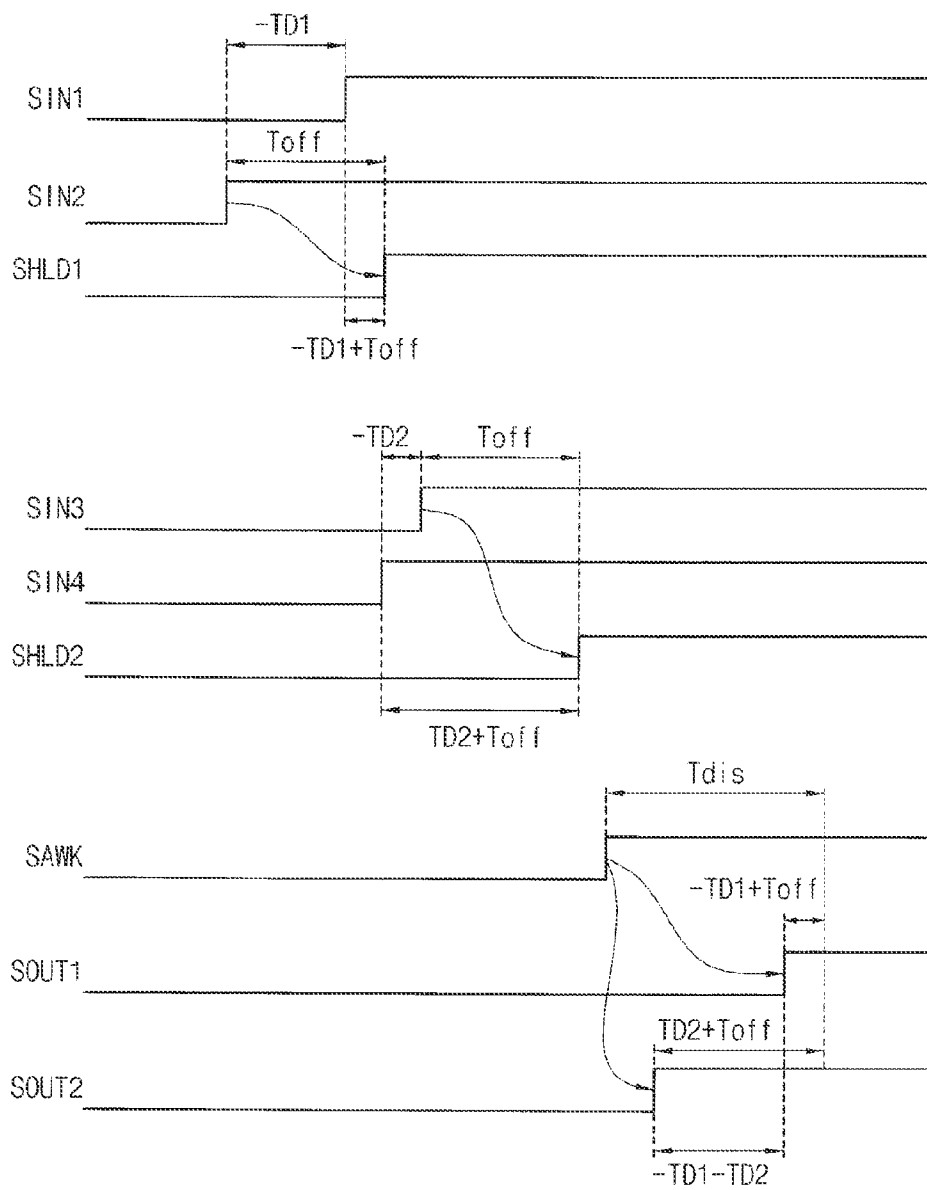 -TD1
SIN1
Toff
SIN2
SHLD1
-TD1+Toff
-TD2 Toff
SIN3
SIN4
SHLD2
TD2+Toff
Tdis
SAWK
-TD1+Toff
SOUT1
TD2+Toff
SOUT2
-TD1-TD2